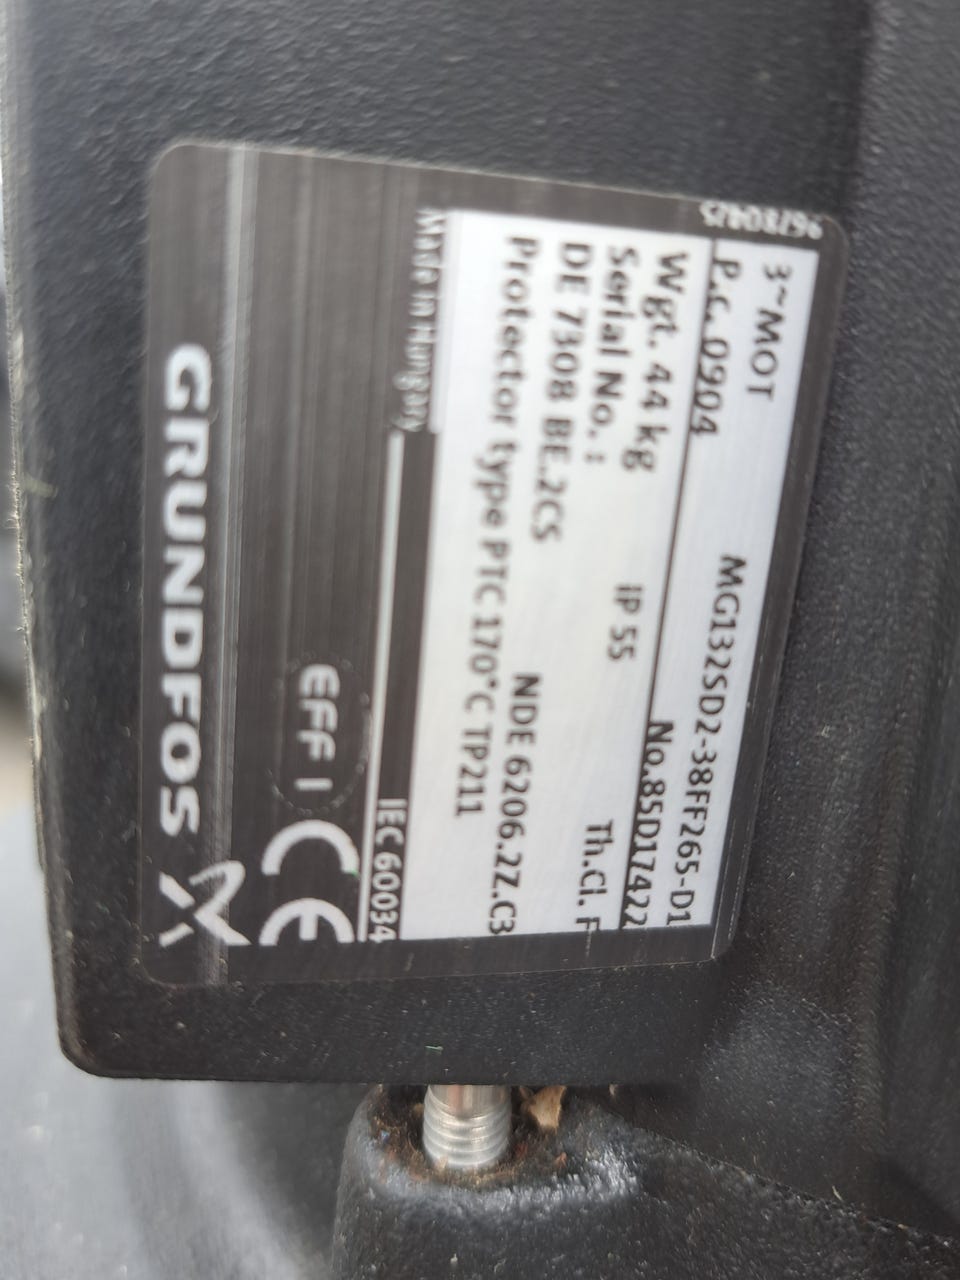 3~MOT MG132SD2-38FF265-D1
P.c. 0904 No.85D17422
Wgt. 44 kg IP 55 Th.Cl. F
Serial No. :
DE 7308 BE.2CS NDE 6206.2Z.C3
Protector type PTC 170°C TP211
Made in Hungary IEC 60034
EFF 1 CE
GRUNDFOS